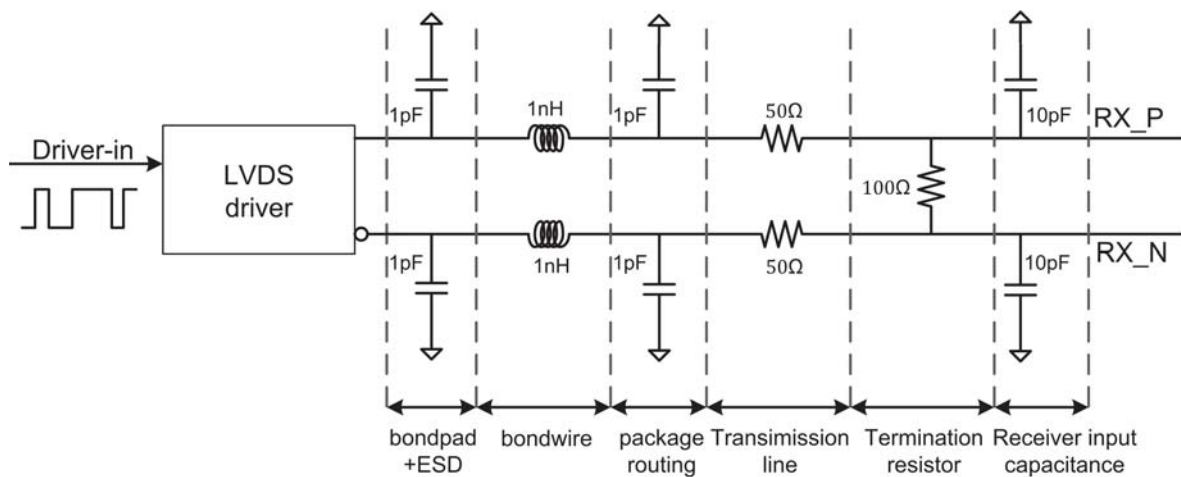 1pF
1nH
1pF
50Ω
10pF
RX_P
Driver-in
LVDS
driver
100Ω
1pF
1nH
1pF
50Ω
10pF
RX_N
bondpad
+ESD
bondwire
package
routing
Transimission
line
Termination
resistor
Receiver input
capacitance